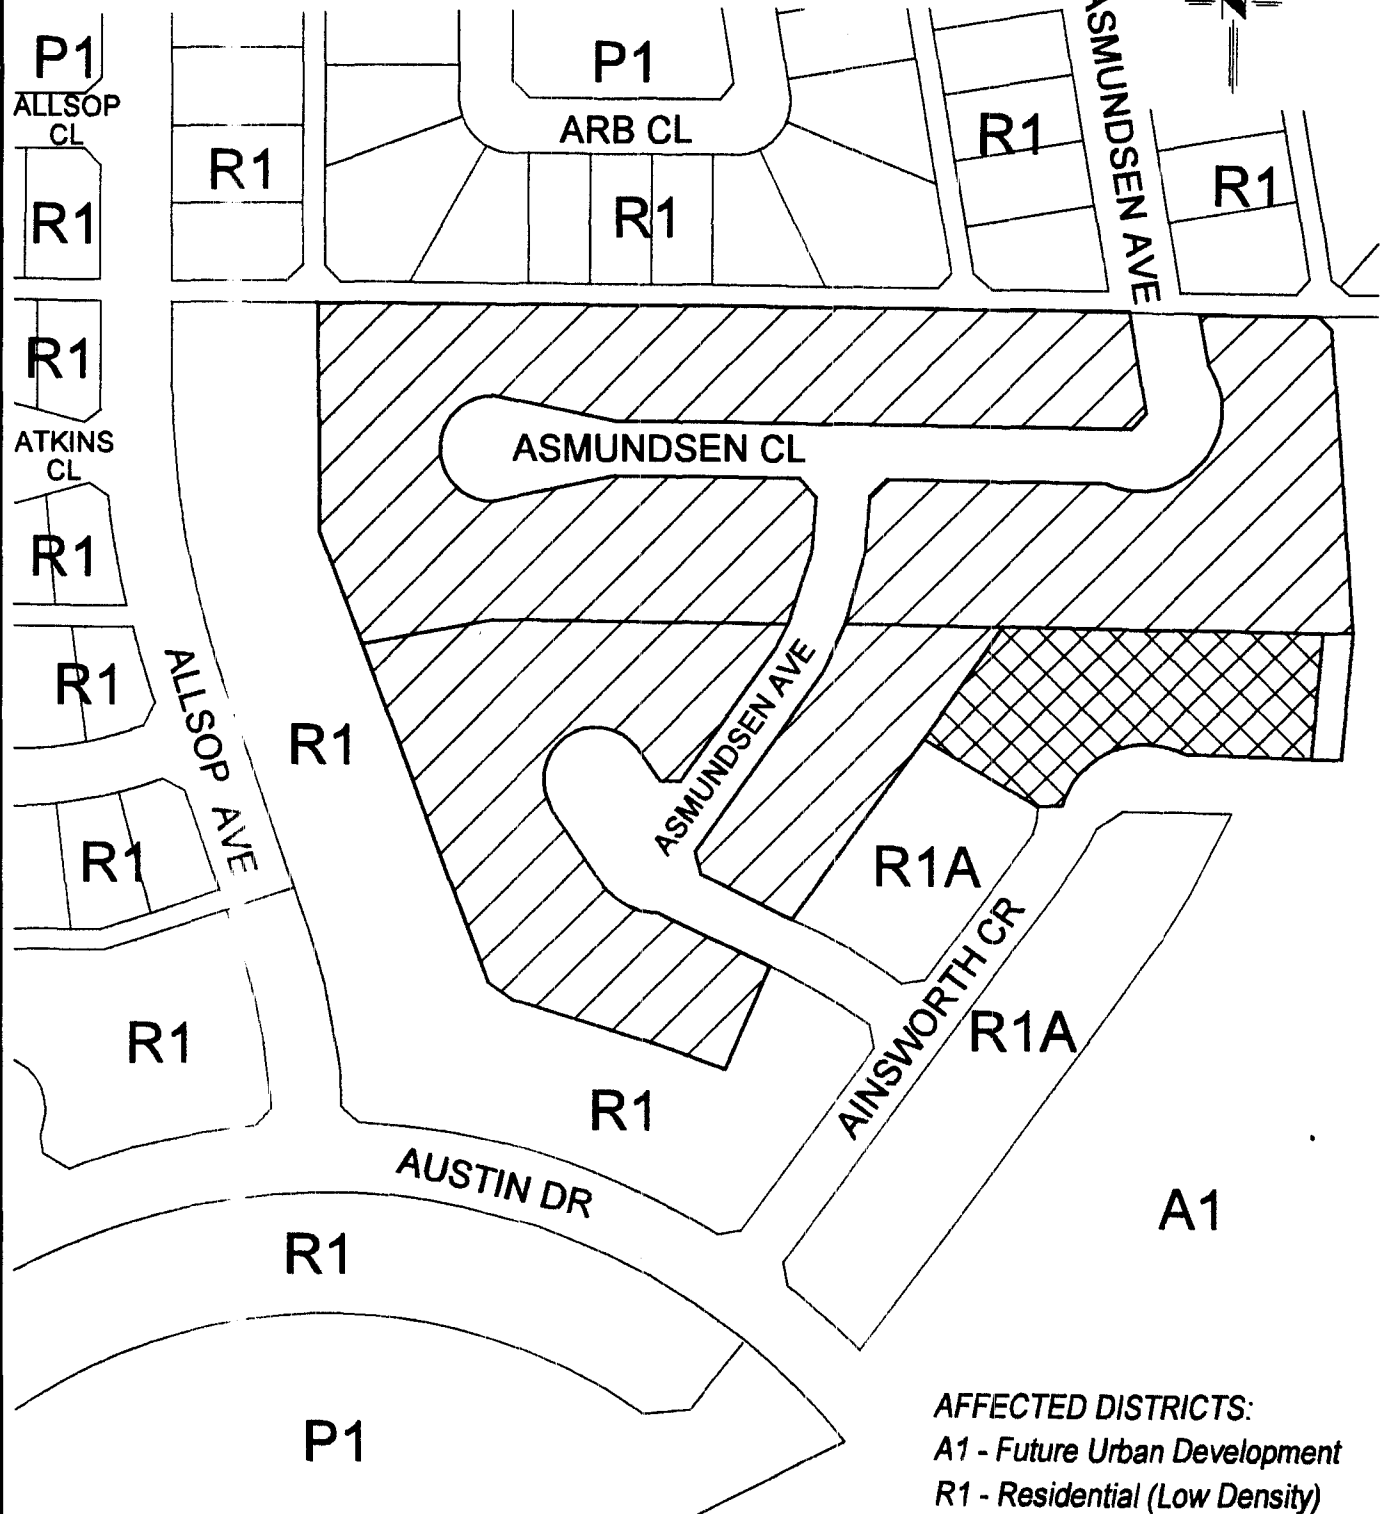 P1
ALLSOP
CL
R1
R1
ATKINS
CL
R1
R1
R1
R1
P1
ARB CL
R1
R1
ASMUNDSEN AVE
R1
ASMUNDSEN CL
ALLSOP AVE
R1
ASMUNDSEN AVE
R1A
AINSWORTH CR
R1A
R1
R1
AUSTIN DR
R1
A1
P1
AFFECTED DISTRICTS:
A1 - Future Urban Development
R1 - Residential (Low Density)